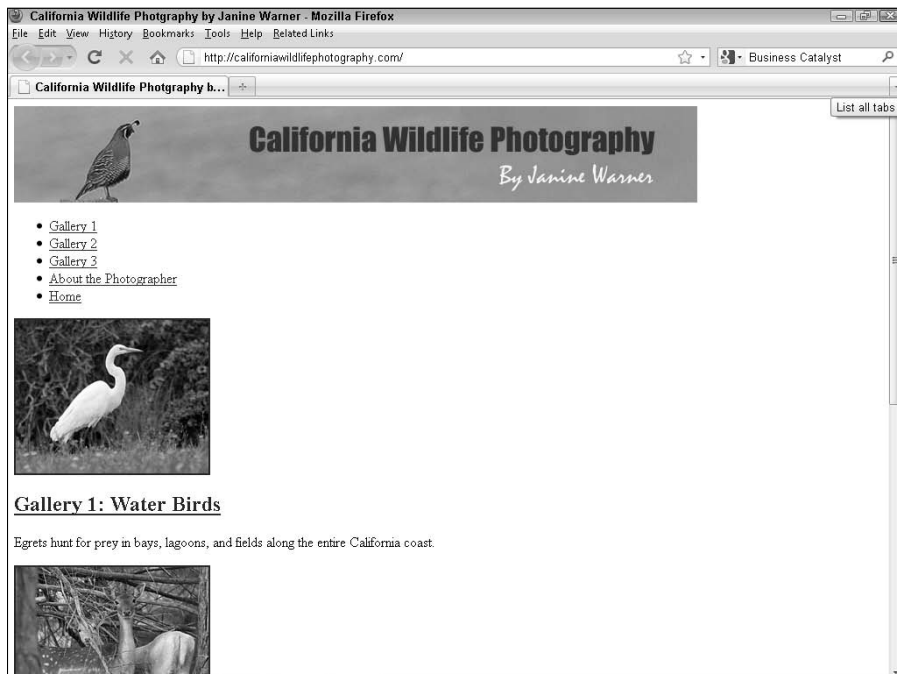 California Wildlife Photgraphy by Janine Warner - Mozilla Firefox
File Edit View History Bookmarks Tools Help Related Links
http://californiawildlifephotography.com/
Business Catalyst
California Wildlife Photgraphy b...
List all tabs
California Wildlife Photography
By Janine Warner
Gallery 1
Gallery 2
Gallery 3
About the Photographer
Home
Gallery 1: Water Birds
Egrets hunt for prey in bays, lagoons, and fields along the entire California coast.